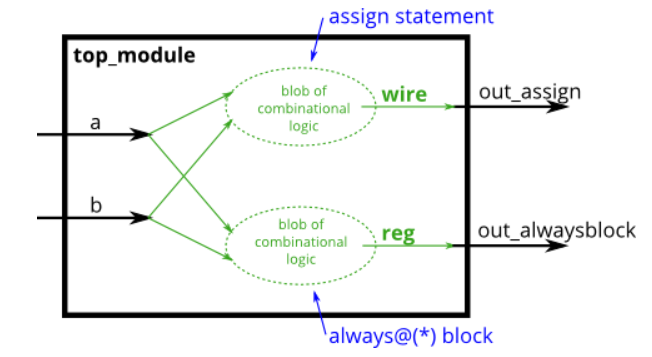 assign statement
top_module
blob of
combinational
logic
wire
out_assign
a
b
blob of
combinational
logic
reg
out_alwaysblock
always@(*) block